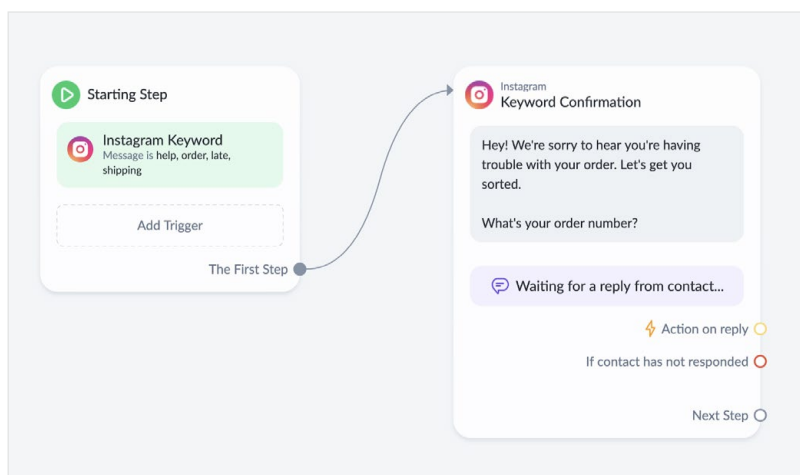 Starting Step
Instagram Keyword
Message is help, order, late,
shipping
Add Trigger
The First Step
Instagram
Keyword Confirmation
Hey! We're sorry to hear you're having
trouble with your order. Let's get you
sorted.
What's your order number?
Waiting for a reply from contact...
Action on reply
If contact has not responded
Next Step